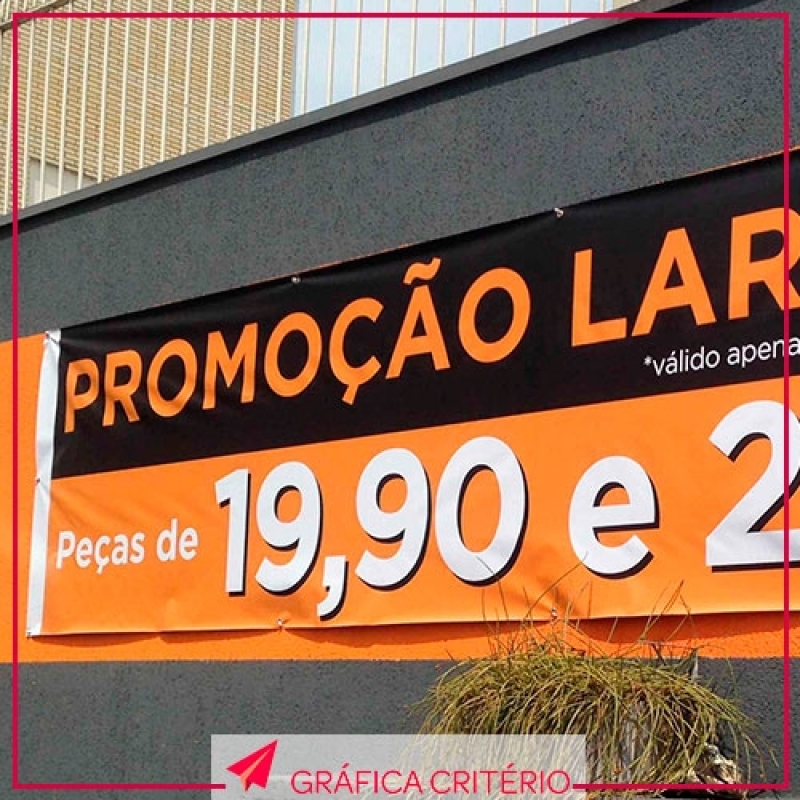 PROMOÇÃO LAR
*válido apena
Peças de 19,90 e 2
GRÁFICA CRITÉRIO